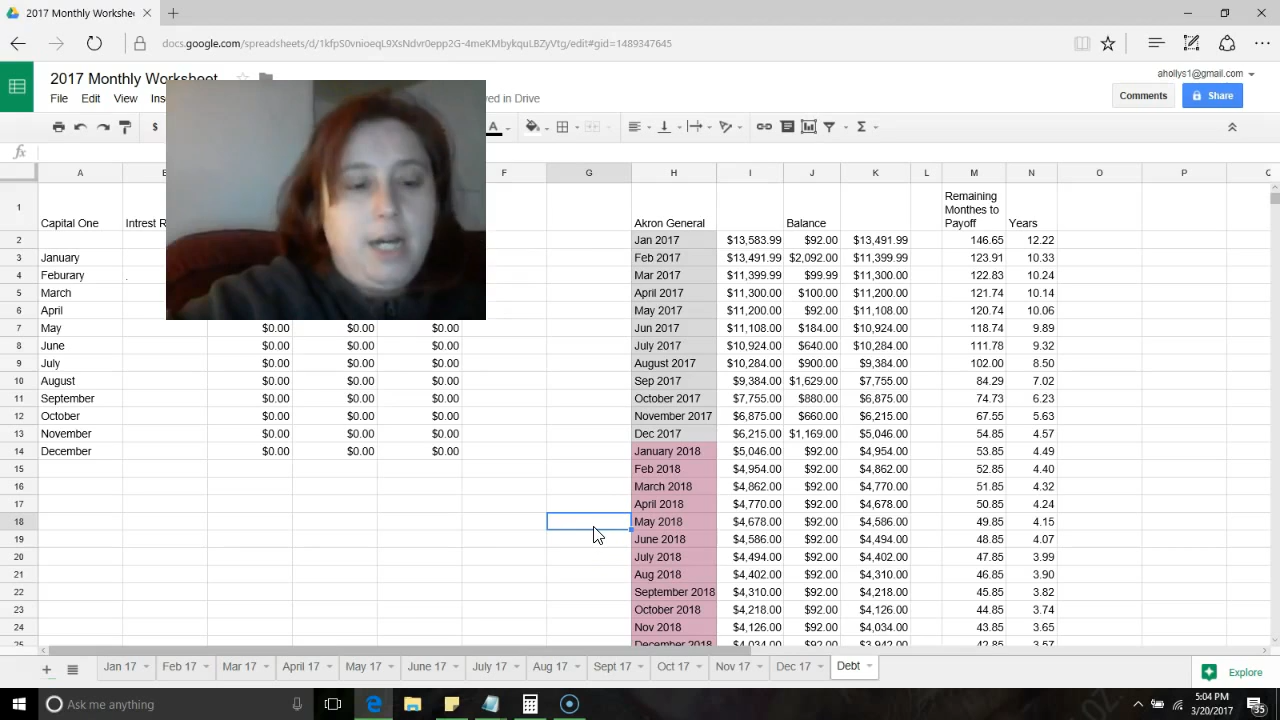 2017 Monthly Workshee
docs.google.com/spreadsheets/d/1kfpS0vnioeqL9XsNdvr0epp2G-4meKMbykquLBZyVtg/edit#gid=1489347645
2017 Monthly Worksheet
ahollys1@gmail.com
File Edit View Ins ved in Drive
Comments Share
$ A Σ
fx
A E F G H I J K L M N O P Q
1 Capital One Intrest R Akron General Balance Remaining Monthes to Payoff Years
2 Jan 2017 $13,583.99 $92.00 $13,491.99 146.65 12.22
3 January Feb 2017 $13,491.99 $2,092.00 $11,399.99 123.91 10.33
4 Feburary . Mar 2017 $11,399.99 $99.99 $11,300.00 122.83 10.24
5 March April 2017 $11,300.00 $100.00 $11,200.00 121.74 10.14
6 April May 2017 $11,200.00 $92.00 $11,108.00 120.74 10.06
7 May $0.00 $0.00 $0.00 Jun 2017 $11,108.00 $184.00 $10,924.00 118.74 9.89
8 June $0.00 $0.00 $0.00 July 2017 $10,924.00 $640.00 $10,284.00 111.78 9.32
9 July $0.00 $0.00 $0.00 August 2017 $10,284.00 $900.00 $9,384.00 102.00 8.50
10 August $0.00 $0.00 $0.00 Sep 2017 $9,384.00 $1,629.00 $7,755.00 84.29 7.02
11 September $0.00 $0.00 $0.00 October 2017 $7,755.00 $880.00 $6,875.00 74.73 6.23
12 October $0.00 $0.00 $0.00 November 2017 $6,875.00 $660.00 $6,215.00 67.55 5.63
13 November $0.00 $0.00 $0.00 Dec 2017 $6,215.00 $1,169.00 $5,046.00 54.85 4.57
14 December $0.00 $0.00 $0.00 January 2018 $5,046.00 $92.00 $4,954.00 53.85 4.49
15 Feb 2018 $4,954.00 $92.00 $4,862.00 52.85 4.40
16 March 2018 $4,862.00 $92.00 $4,770.00 51.85 4.32
17 April 2018 $4,770.00 $92.00 $4,678.00 50.85 4.24
18 May 2018 $4,678.00 $92.00 $4,586.00 49.85 4.15
19 June 2018 $4,586.00 $92.00 $4,494.00 48.85 4.07
20 July 2018 $4,494.00 $92.00 $4,402.00 47.85 3.99
21 Aug 2018 $4,402.00 $92.00 $4,310.00 46.85 3.90
22 September 2018 $4,310.00 $92.00 $4,218.00 45.85 3.82
23 October 2018 $4,218.00 $92.00 $4,126.00 44.85 3.74
24 Nov 2018 $4,126.00 $92.00 $4,034.00 43.85 3.65
25 December 2018 $4,034.00 $92.00 $3,942.00 42.85 3.57
Jan 17 Feb 17 Mar 17 April 17 May 17 June 17 July 17 Aug 17 Sept 17 Oct 17 Nov 17 Dec 17 Debt Explore
Ask me anything
5:04 PM
3/20/2017
35